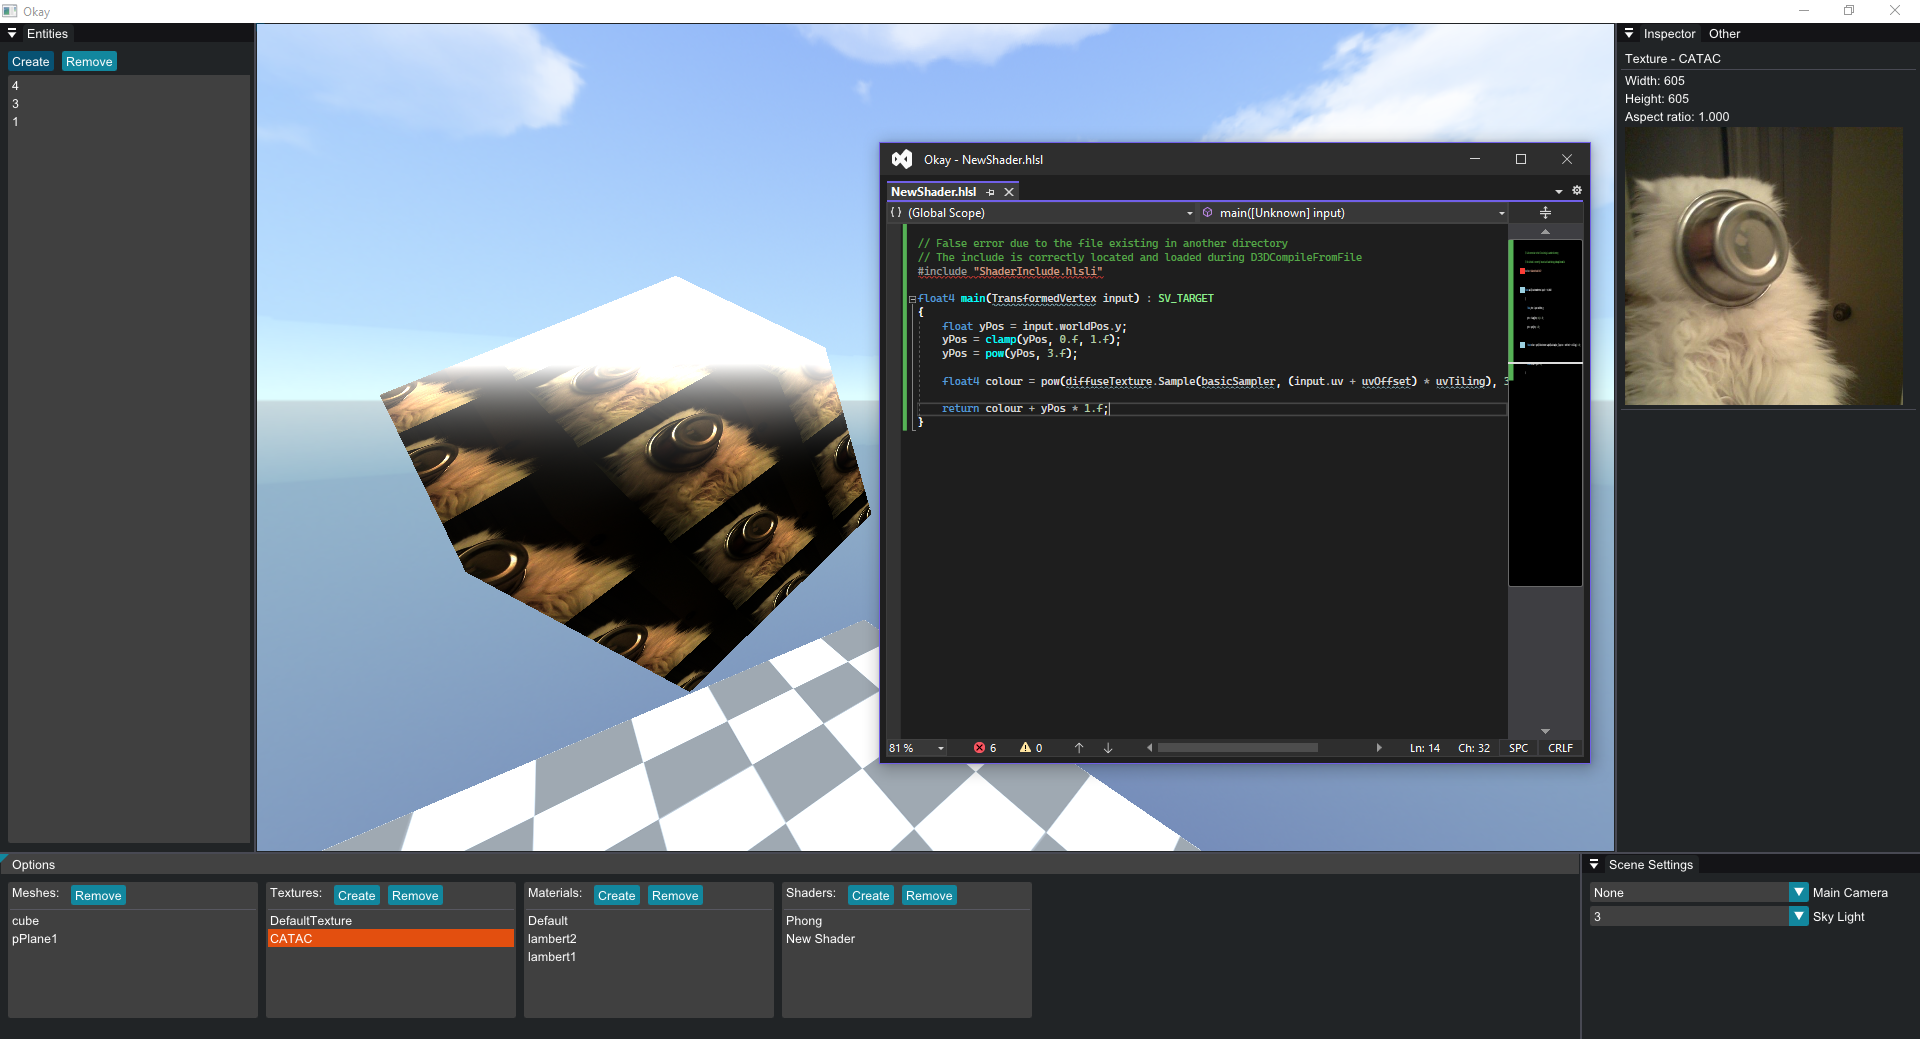 Okay
Entities
Create Remove
4
3
1
Okay - NewShader.hlsl
NewShader.hlsl
{ } (Global Scope) main([Unknown] input)
// False error due to the file existing in another directory
// The include is correctly located and loaded during D3DCompileFromFile
#include "ShaderInclude.hlsli"
float4 main(TransformedVertex input) : SV_TARGET
{
float yPos = input.worldPos.y;
yPos = clamp(yPos, 0.f, 1.f);
yPos = pow(yPos, 3.f);
float4 colour = pow(diffuseTexture.Sample(basicSampler, (input.uv + uvOffset) * uvTiling), 3
return colour + yPos * 1.f;
}
81 % 6 0 Ln: 14 Ch: 32 SPC CRLF
Inspector Other
Texture - CATAC
Width: 605
Height: 605
Aspect ratio: 1.000
Options
Meshes: Remove
cube
pPlane1
Textures: Create Remove
DefaultTexture
CATAC
Materials: Create Remove
Default
lambert2
lambert1
Shaders: Create Remove
Phong
New Shader
Scene Settings
None Main Camera
3 Sky Light